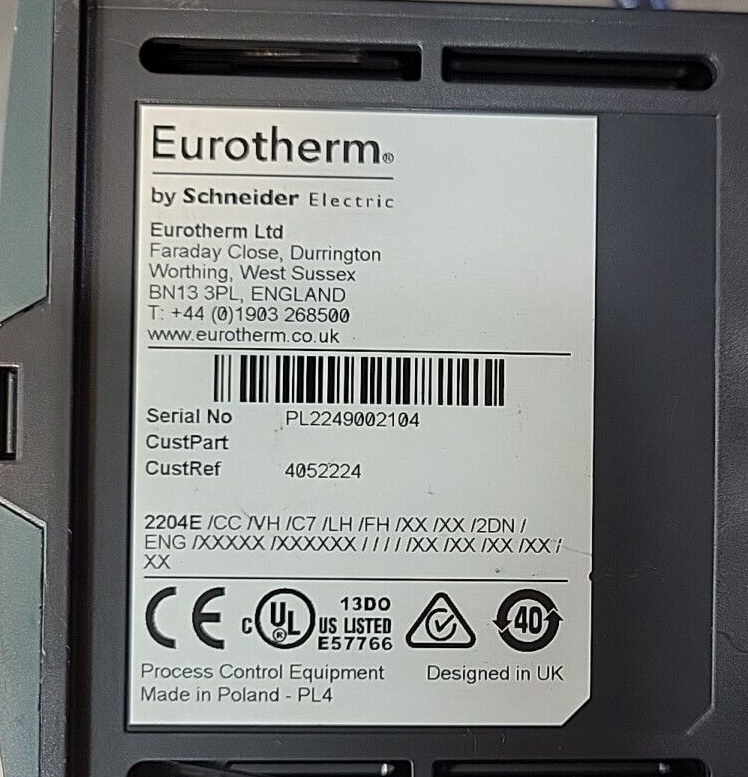 Eurotherm®
by Schneider Electric
Eurotherm Ltd
Faraday Close, Durrington
Worthing, West Sussex
BN13 3PL, ENGLAND
T: +44 (0)1903 268500
www.eurotherm.co.uk
Serial No PL2249002104
CustPart
CustRef 4052224
2204E /CC /VH /C7 /LH /FH /XX /XX /2DN /
ENG /XXXXX /XXXXXX / / / / /XX /XX /XX /XX /
XX
CE c UL® US LISTED 13DO E57766 40
Process Control Equipment Designed in UK
Made in Poland - PL4